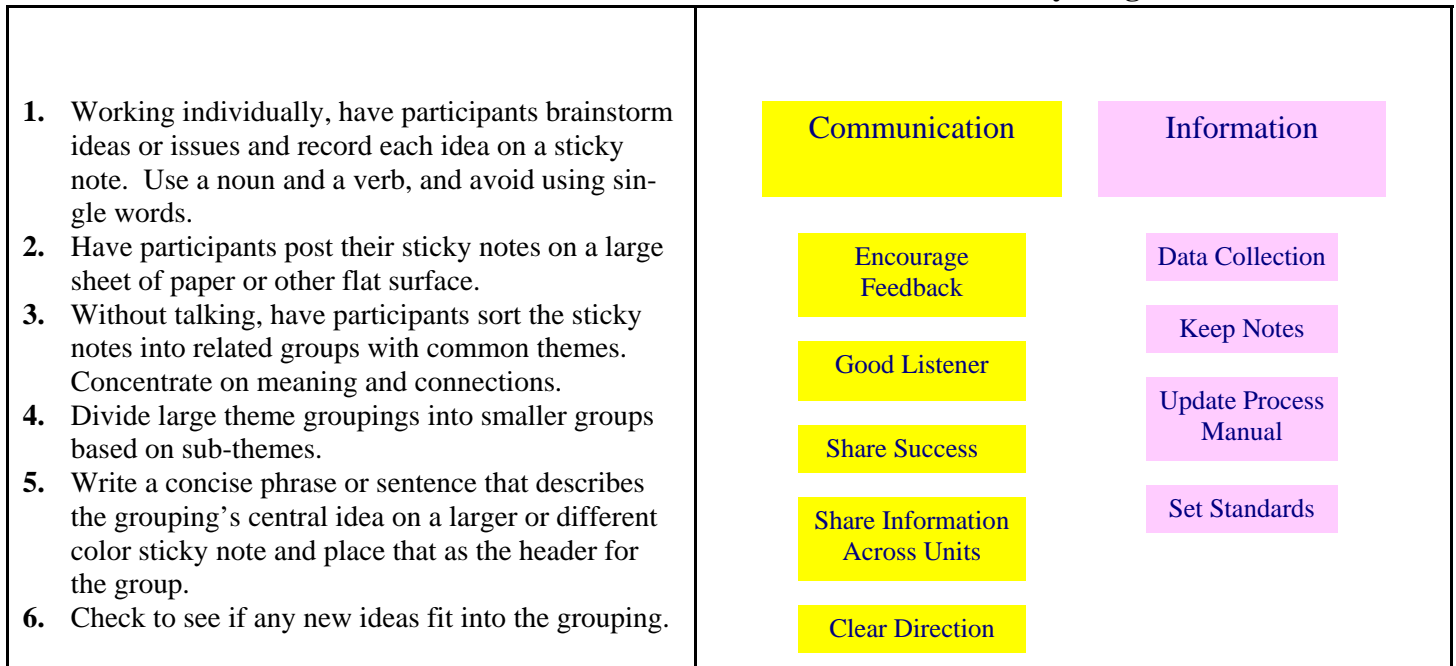 1. Working individually, have participants brainstorm
ideas or issues and record each idea on a sticky
note. Use a noun and a verb, and avoid using sin-
gle words.
2. Have participants post their sticky notes on a large
sheet of paper or other flat surface.
3. Without talking, have participants sort the sticky
notes into related groups with common themes.
Concentrate on meaning and connections.
4. Divide large theme groupings into smaller groups
based on sub-themes.
5. Write a concise phrase or sentence that describes
the grouping’s central idea on a larger or different
color sticky note and place that as the header for
the group.
6. Check to see if any new ideas fit into the grouping.
Communication
Encourage
Feedback
Good Listener
Share Success
Share Information
Across Units
Clear Direction
Information
Data Collection
Keep Notes
Update Process
Manual
Set Standards